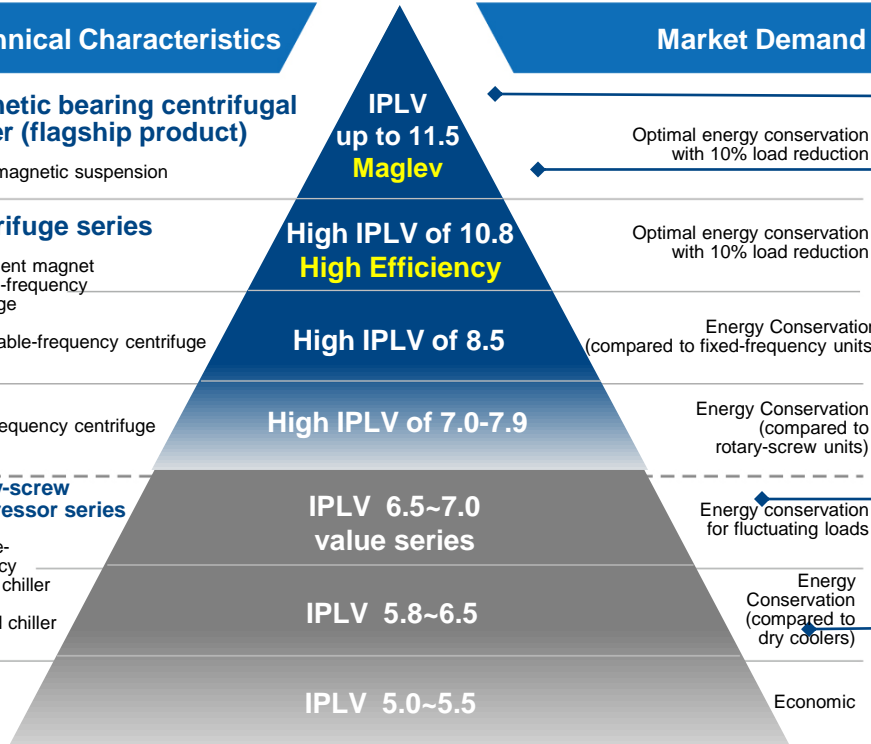 hnical Characteristics
Market Demand
netic bearing centrifugal
er (flagship product)
magnetic suspension
IPLV
up to 11.5
Maglev
Optimal energy conservation
with 10% load reduction
rifuge series
ent magnet
-frequency
ge
able-frequency centrifuge
High IPLV of 10.8
High Efficiency
Optimal energy conservation
with 10% load reduction
High IPLV of 8.5
Energy Conservation
(compared to fixed-frequency units
equency centrifuge
High IPLV of 7.0-7.9
Energy Conservation
(compared to
rotary-screw units)
y-screw
essor series
e-
cy
chiller
l chiller
IPLV 6.5~7.0
value series
Energy conservation
for fluctuating loads
IPLV 5.8~6.5
Energy
Conservation
(compared to
dry coolers)
IPLV 5.0~5.5
Economic